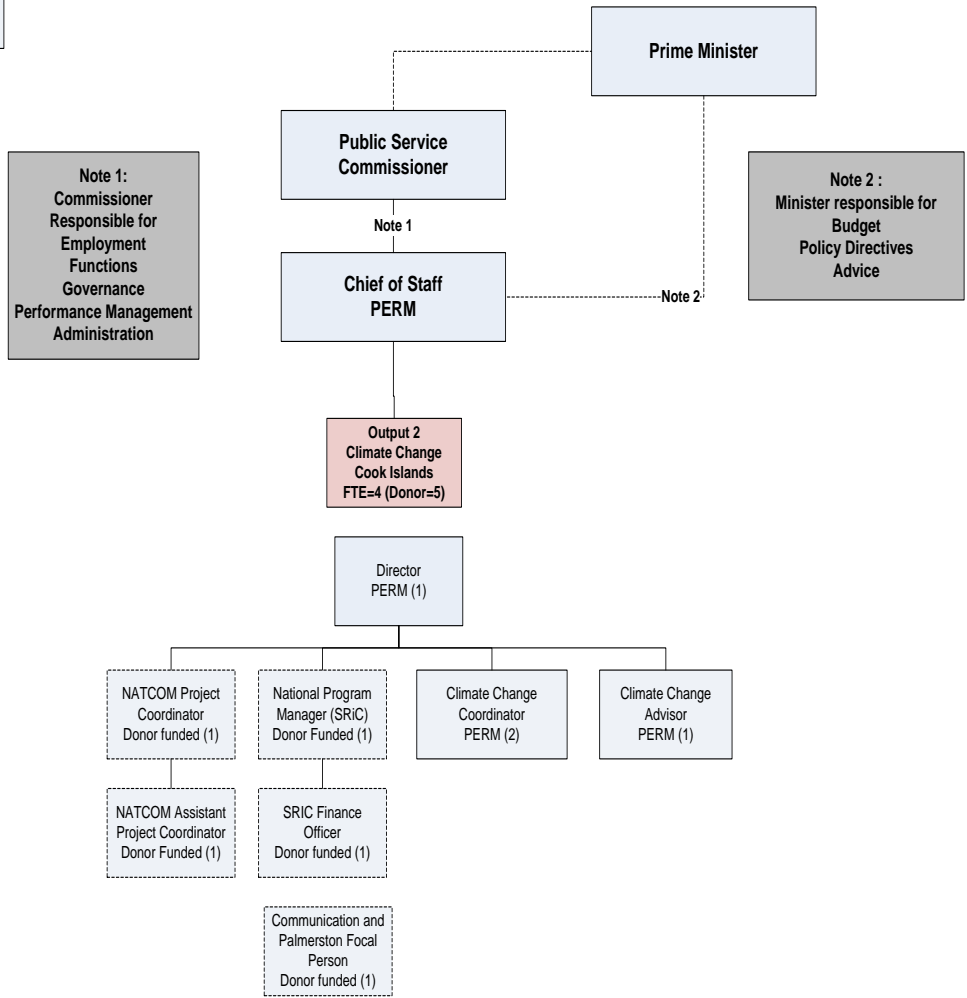 Prime Minister
Public Service
Commissioner
Note 1:
Commissioner
Responsible for
Employment
Functions
Governance
Performance Management
Administration
Note 2 :
Minister responsible for
Budget
Policy Directives
Advice
Note 1
Chief of Staff
PERM
Note 2
Output 2
Climate Change
Cook Islands
FTE=4 (Donor=5)
Director
PERM (1)
NATCOM Project
Coordinator
Donor funded (1)
National Program
Manager (SRiC)
Donor Funded (1)
Climate Change
Coordinator
PERM (2)
Climate Change
Advisor
PERM (1)
NATCOM Assistant
Project Coordinator
Donor Funded (1)
SRIC Finance
Officer
Donor funded (1)
Communication and
Palmerston Focal
Person
Donor funded (1)